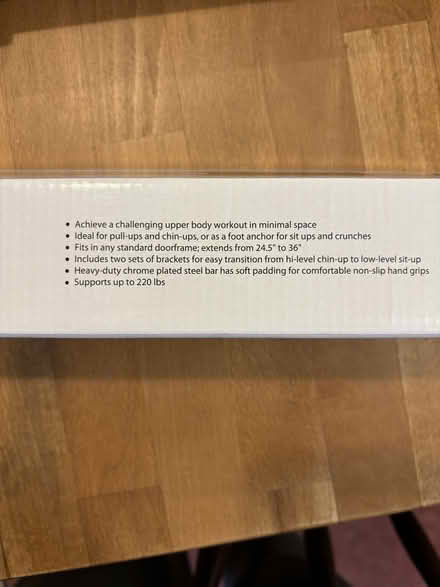 • Achieve a challenging upper body workout in minimal space
• Ideal for pull-ups and chin-ups, or as a foot anchor for sit ups and crunches
• Fits in any standard doorframe; extends from 24.5" to 36"
• Includes two sets of brackets for easy transition from hi-level chin-up to low-level sit-up
• Heavy-duty chrome plated steel bar has soft padding for comfortable non-slip hand grips
• Supports up to 220 lbs